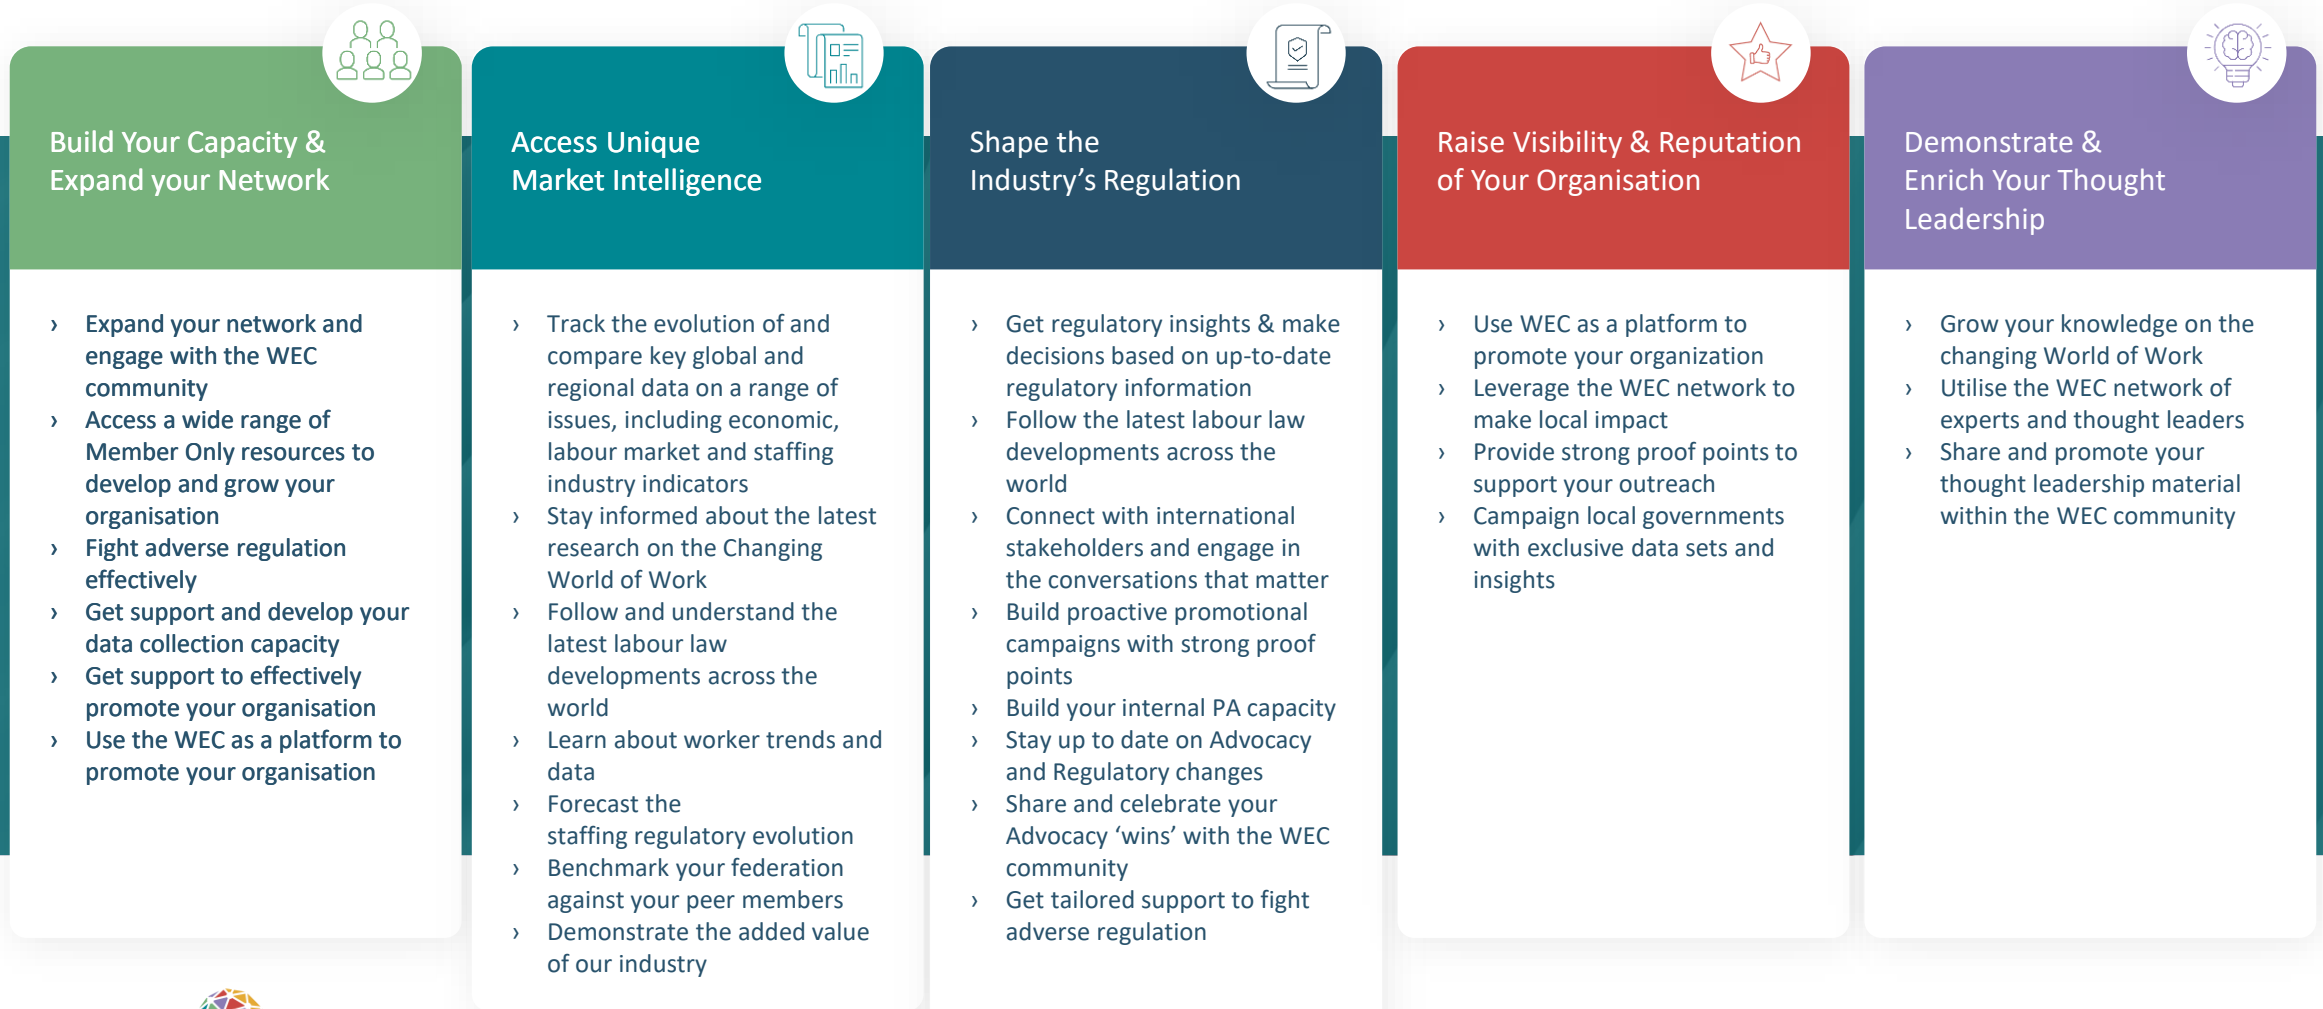 Build Your Capacity &
Expand your Network
› Expand your network and
engage with the WEC
community
› Access a wide range of
Member Only resources to
develop and grow your
organisation
› Fight adverse regulation
effectively
› Get support and develop your
data collection capacity
› Get support to effectively
promote your organisation
› Use the WEC as a platform to
promote your organisation
Access Unique
Market Intelligence
› Track the evolution of and
compare key global and
regional data on a range of
issues, including economic,
labour market and staffing
industry indicators
› Stay informed about the latest
research on the Changing
World of Work
› Follow and understand the
latest labour law
developments across the
world
› Learn about worker trends and
data
› Forecast the
staffing regulatory evolution
› Benchmark your federation
against your peer members
› Demonstrate the added value
of our industry
Shape the
Industry’s Regulation
› Get regulatory insights & make
decisions based on up-to-date
regulatory information
› Follow the latest labour law
developments across the
world
› Connect with international
stakeholders and engage in
the conversations that matter
› Build proactive promotional
campaigns with strong proof
points
› Build your internal PA capacity
› Stay up to date on Advocacy
and Regulatory changes
› Share and celebrate your
Advocacy ‘wins’ with the WEC
community
› Get tailored support to fight
adverse regulation
Raise Visibility & Reputation
of Your Organisation
› Use WEC as a platform to
promote your organization
› Leverage the WEC network to
make local impact
› Provide strong proof points to
support your outreach
› Campaign local governments
with exclusive data sets and
insights
Demonstrate &
Enrich Your Thought
Leadership
› Grow your knowledge on the
changing World of Work
› Utilise the WEC network of
experts and thought leaders
› Share and promote your
thought leadership material
within the WEC community